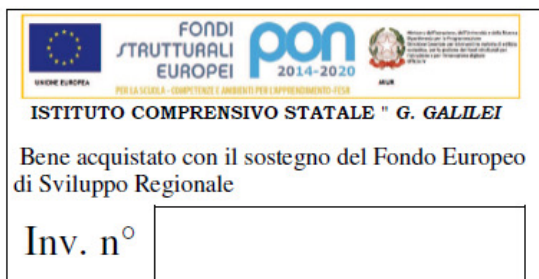 FONDI
STRUTTURALI
EUROPEI
pon
2014-2020
UNIONE EUROPEA
MIUR
PER LA SCUOLA - COMPETENZE E AMBIENTI PER L'APPRENDIMENTO-FESR
ISTITUTO COMPRENSIVO STATALE " G. GALILEI
Bene acquistato con il sostegno del Fondo Europeo
di Sviluppo Regionale
Inv. n°